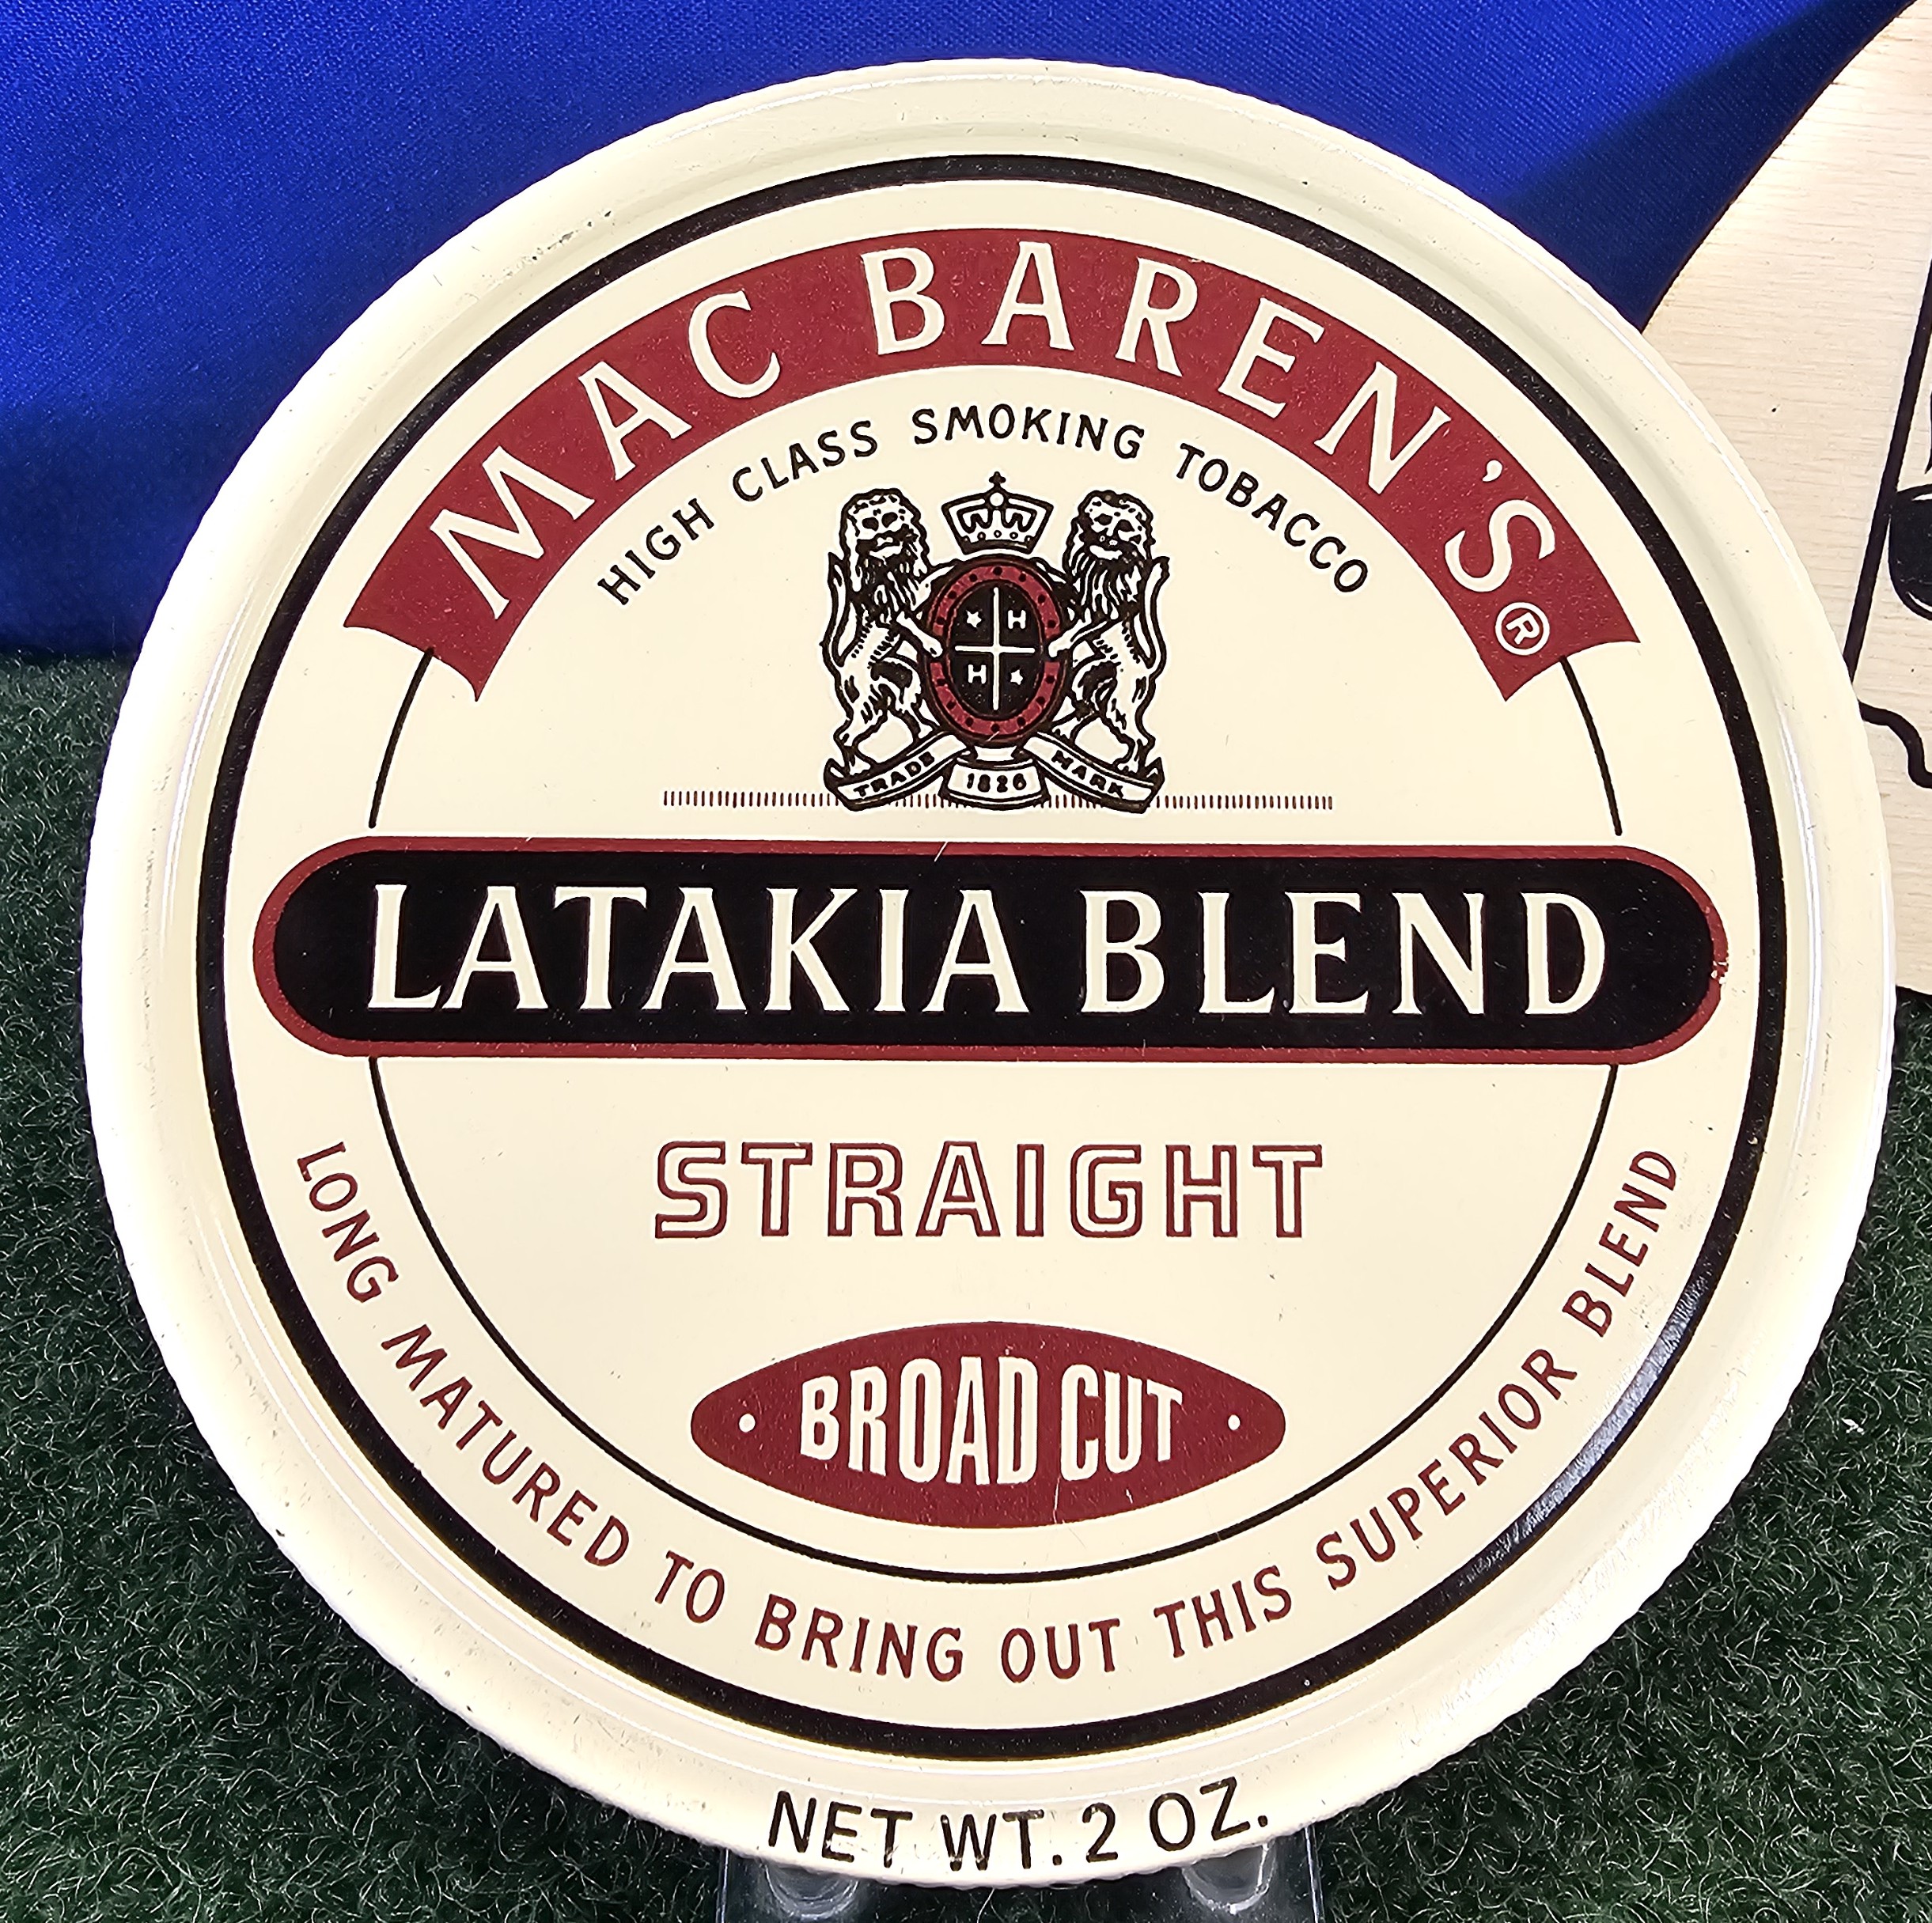 MAC BAREN'S®
HIGH CLASS SMOKING TOBACCO
H
H
TRADE 1826 MARK
LATAKIA BLEND
STRAIGHT
· BROAD CUT ·
LONG MATURED TO BRING OUT THIS SUPERIOR BLEND
NET WT. 2 OZ.